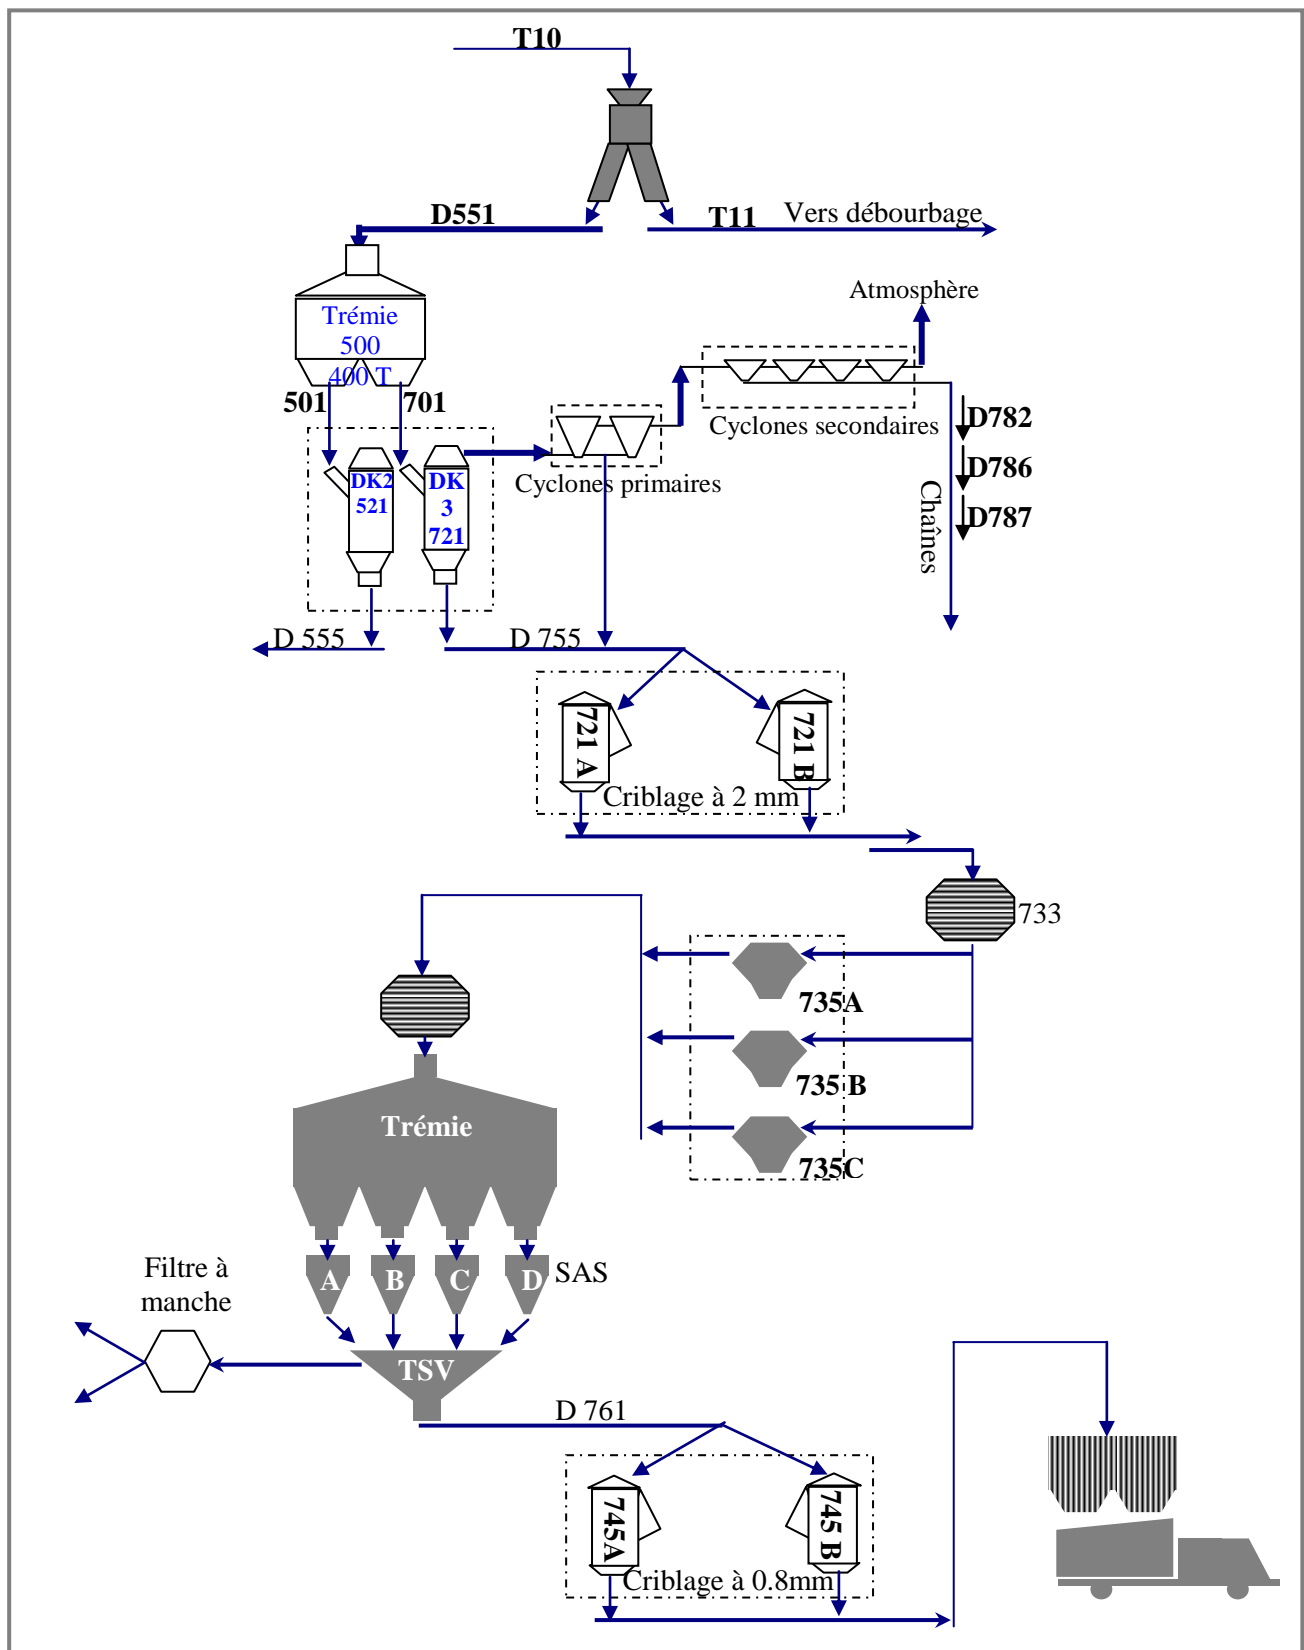 T10
D551
T11
Vers débourbage
Trémie
500
400 T
Atmosphère
501
701
D782
Cyclones secondaires
DK2
521
DK
3
721
Cyclones primaires
D786
D787
Chaînes
D 555
D 755
721 A
721 B
Criblage à 2 mm
733
735A
735 B
735C
Trémie
A
B
C
D
SAS
Filtre à
manche
TSV
D 761
745A
745 B
Criblage à 0.8mm